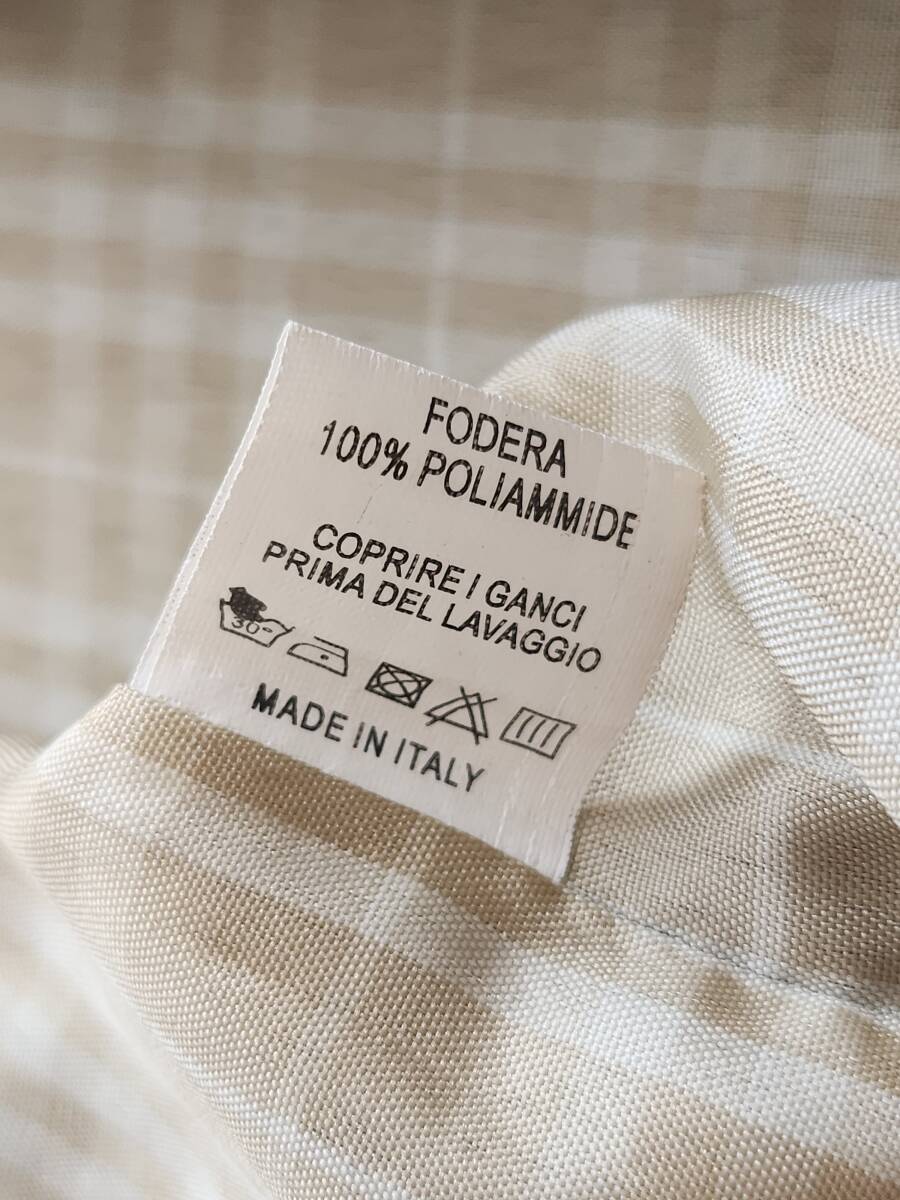 FODERA
100% POLIAMMIDE
COPRIRE I GANCI
PRIMA DEL LAVAGGIO
30
MADE IN ITALY